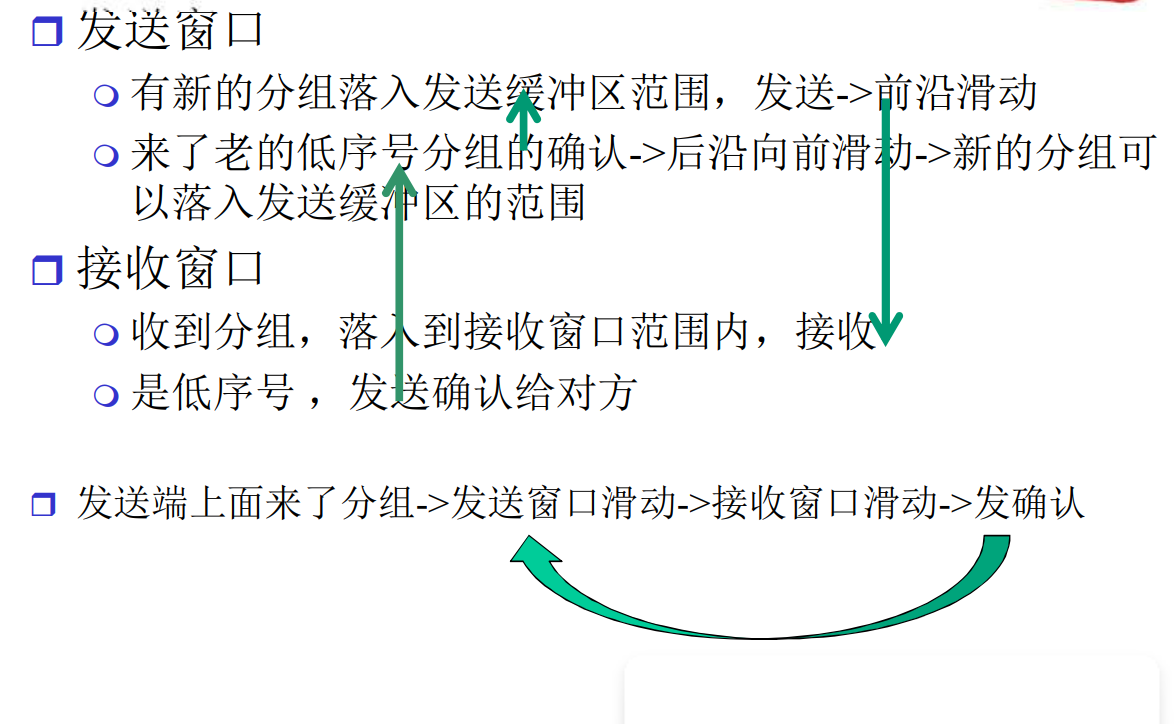 发送窗口
有新的分组落入发送缓冲区范围，发送->前沿滑动
来了老的低序号分组的确认->后沿向前滑动->新的分组可
以落入发送缓冲区的范围
接收窗口
收到分组，落入到接收窗口范围内，接收
是低序号，发送确认给对方
发送端上面来了分组->发送窗口滑动->接收窗口滑动->发确认